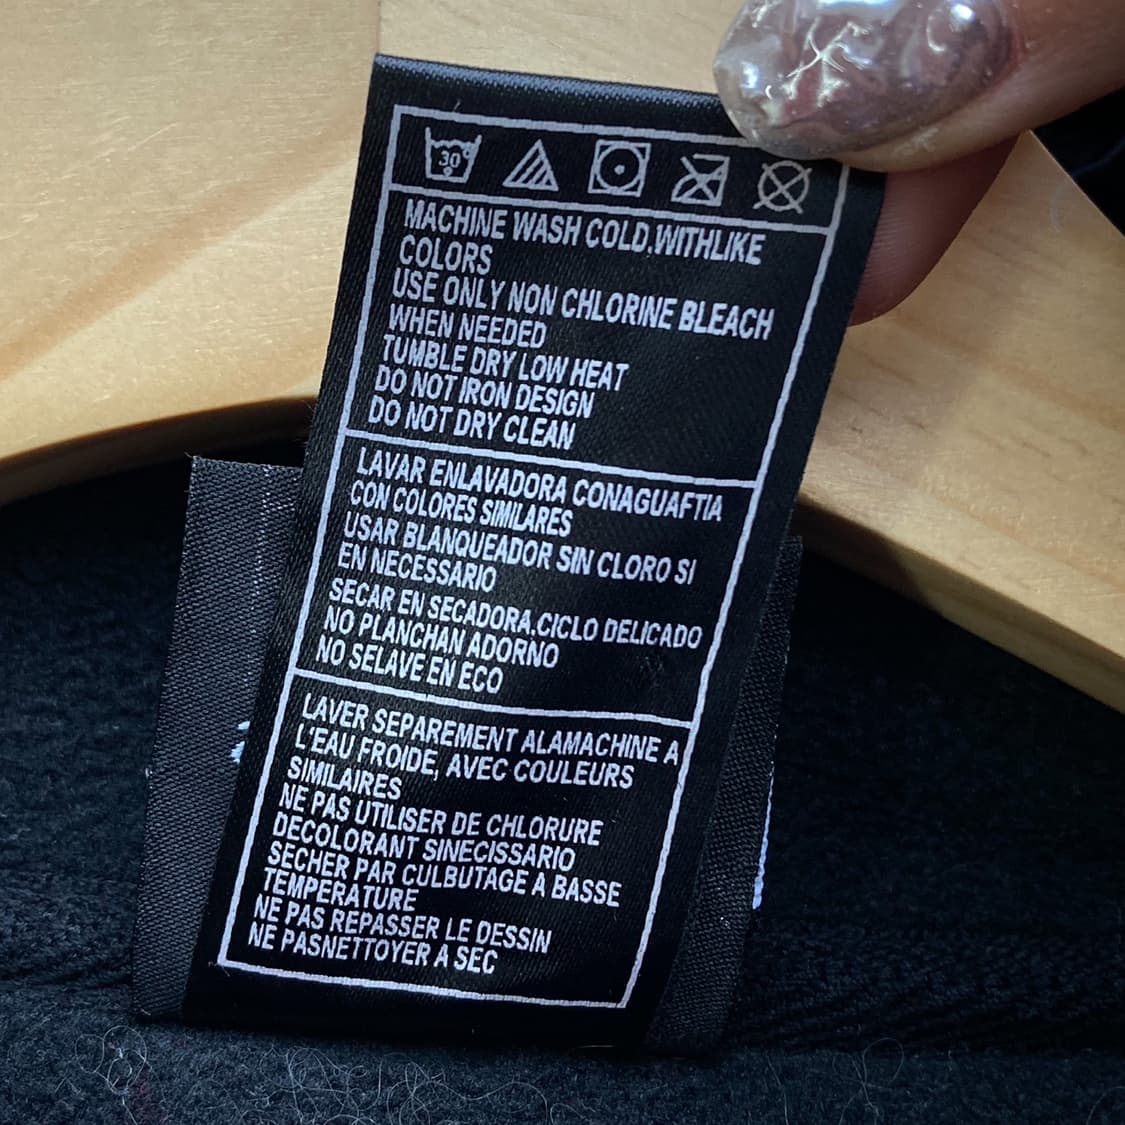 30
MACHINE WASH COLD.WITHLIKE
COLORS
USE ONLY NON CHLORINE BLEACH
WHEN NEEDED
TUMBLE DRY LOW HEAT
DO NOT IRON DESIGN
DO NOT DRY CLEAN
LAVAR ENLAVADORA CONAGUAFTIA
CON COLORES SIMILARES
USAR BLANQUEADOR SIN CLORO SI
EN NECESSARIO
SECAR EN SECADORA.CICLO DELICADO
NO PLANCHAN ADORNO
NO SELAVE EN ECO
LAVER SEPAREMENT ALAMACHINE A
L'EAU FROIDE, AVEC COULEURS
SIMILAIRES
NE PAS UTILISER DE CHLORURE
DECOLORANT SINECISSARIO
SECHER PAR CULBUTAGE A BASSE
TEMPERATURE
NE PAS REPASSER LE DESSIN
NE PASNETTOYER A SEC